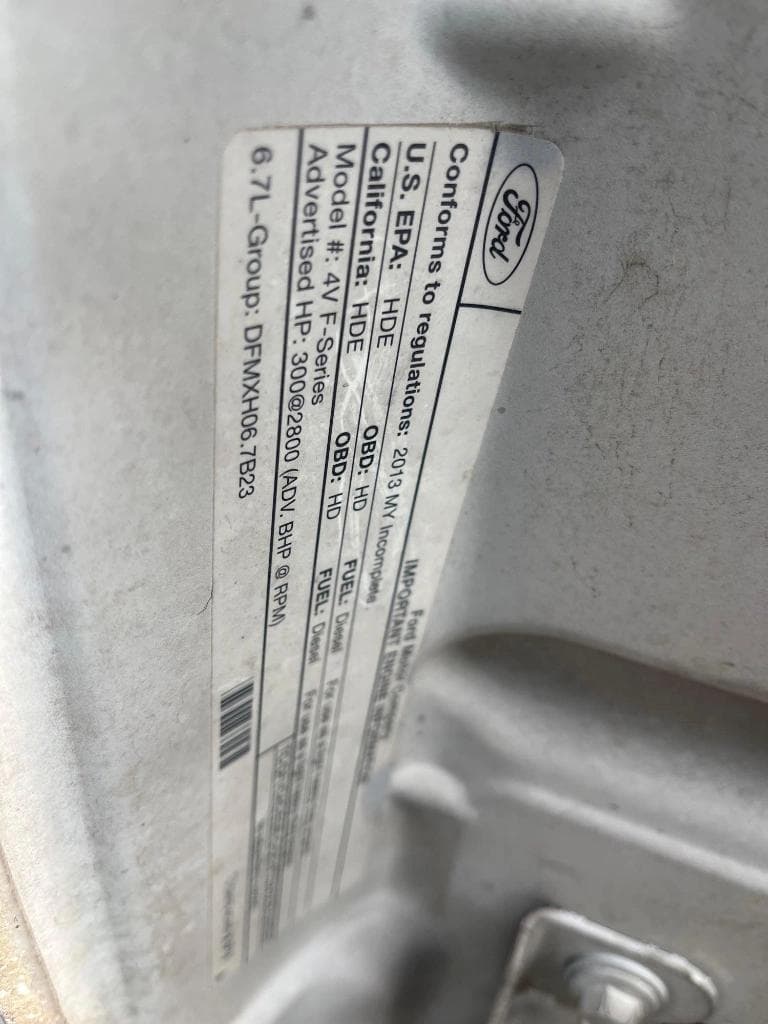 Ford
Ford Motor Company
IMPORTANT ENGINE INFORMATION
Conforms to regulations: 2013 MY Incomplete
U.S. EPA: HDE OBD: HD FUEL: Diesel
California: HDE OBD: HD FUEL: Diesel
Model #: 4V F-Series
Advertised HP: 300@2800 (ADV. BHP @ RPM)
6.7L-Group: DFMXH06.7B23